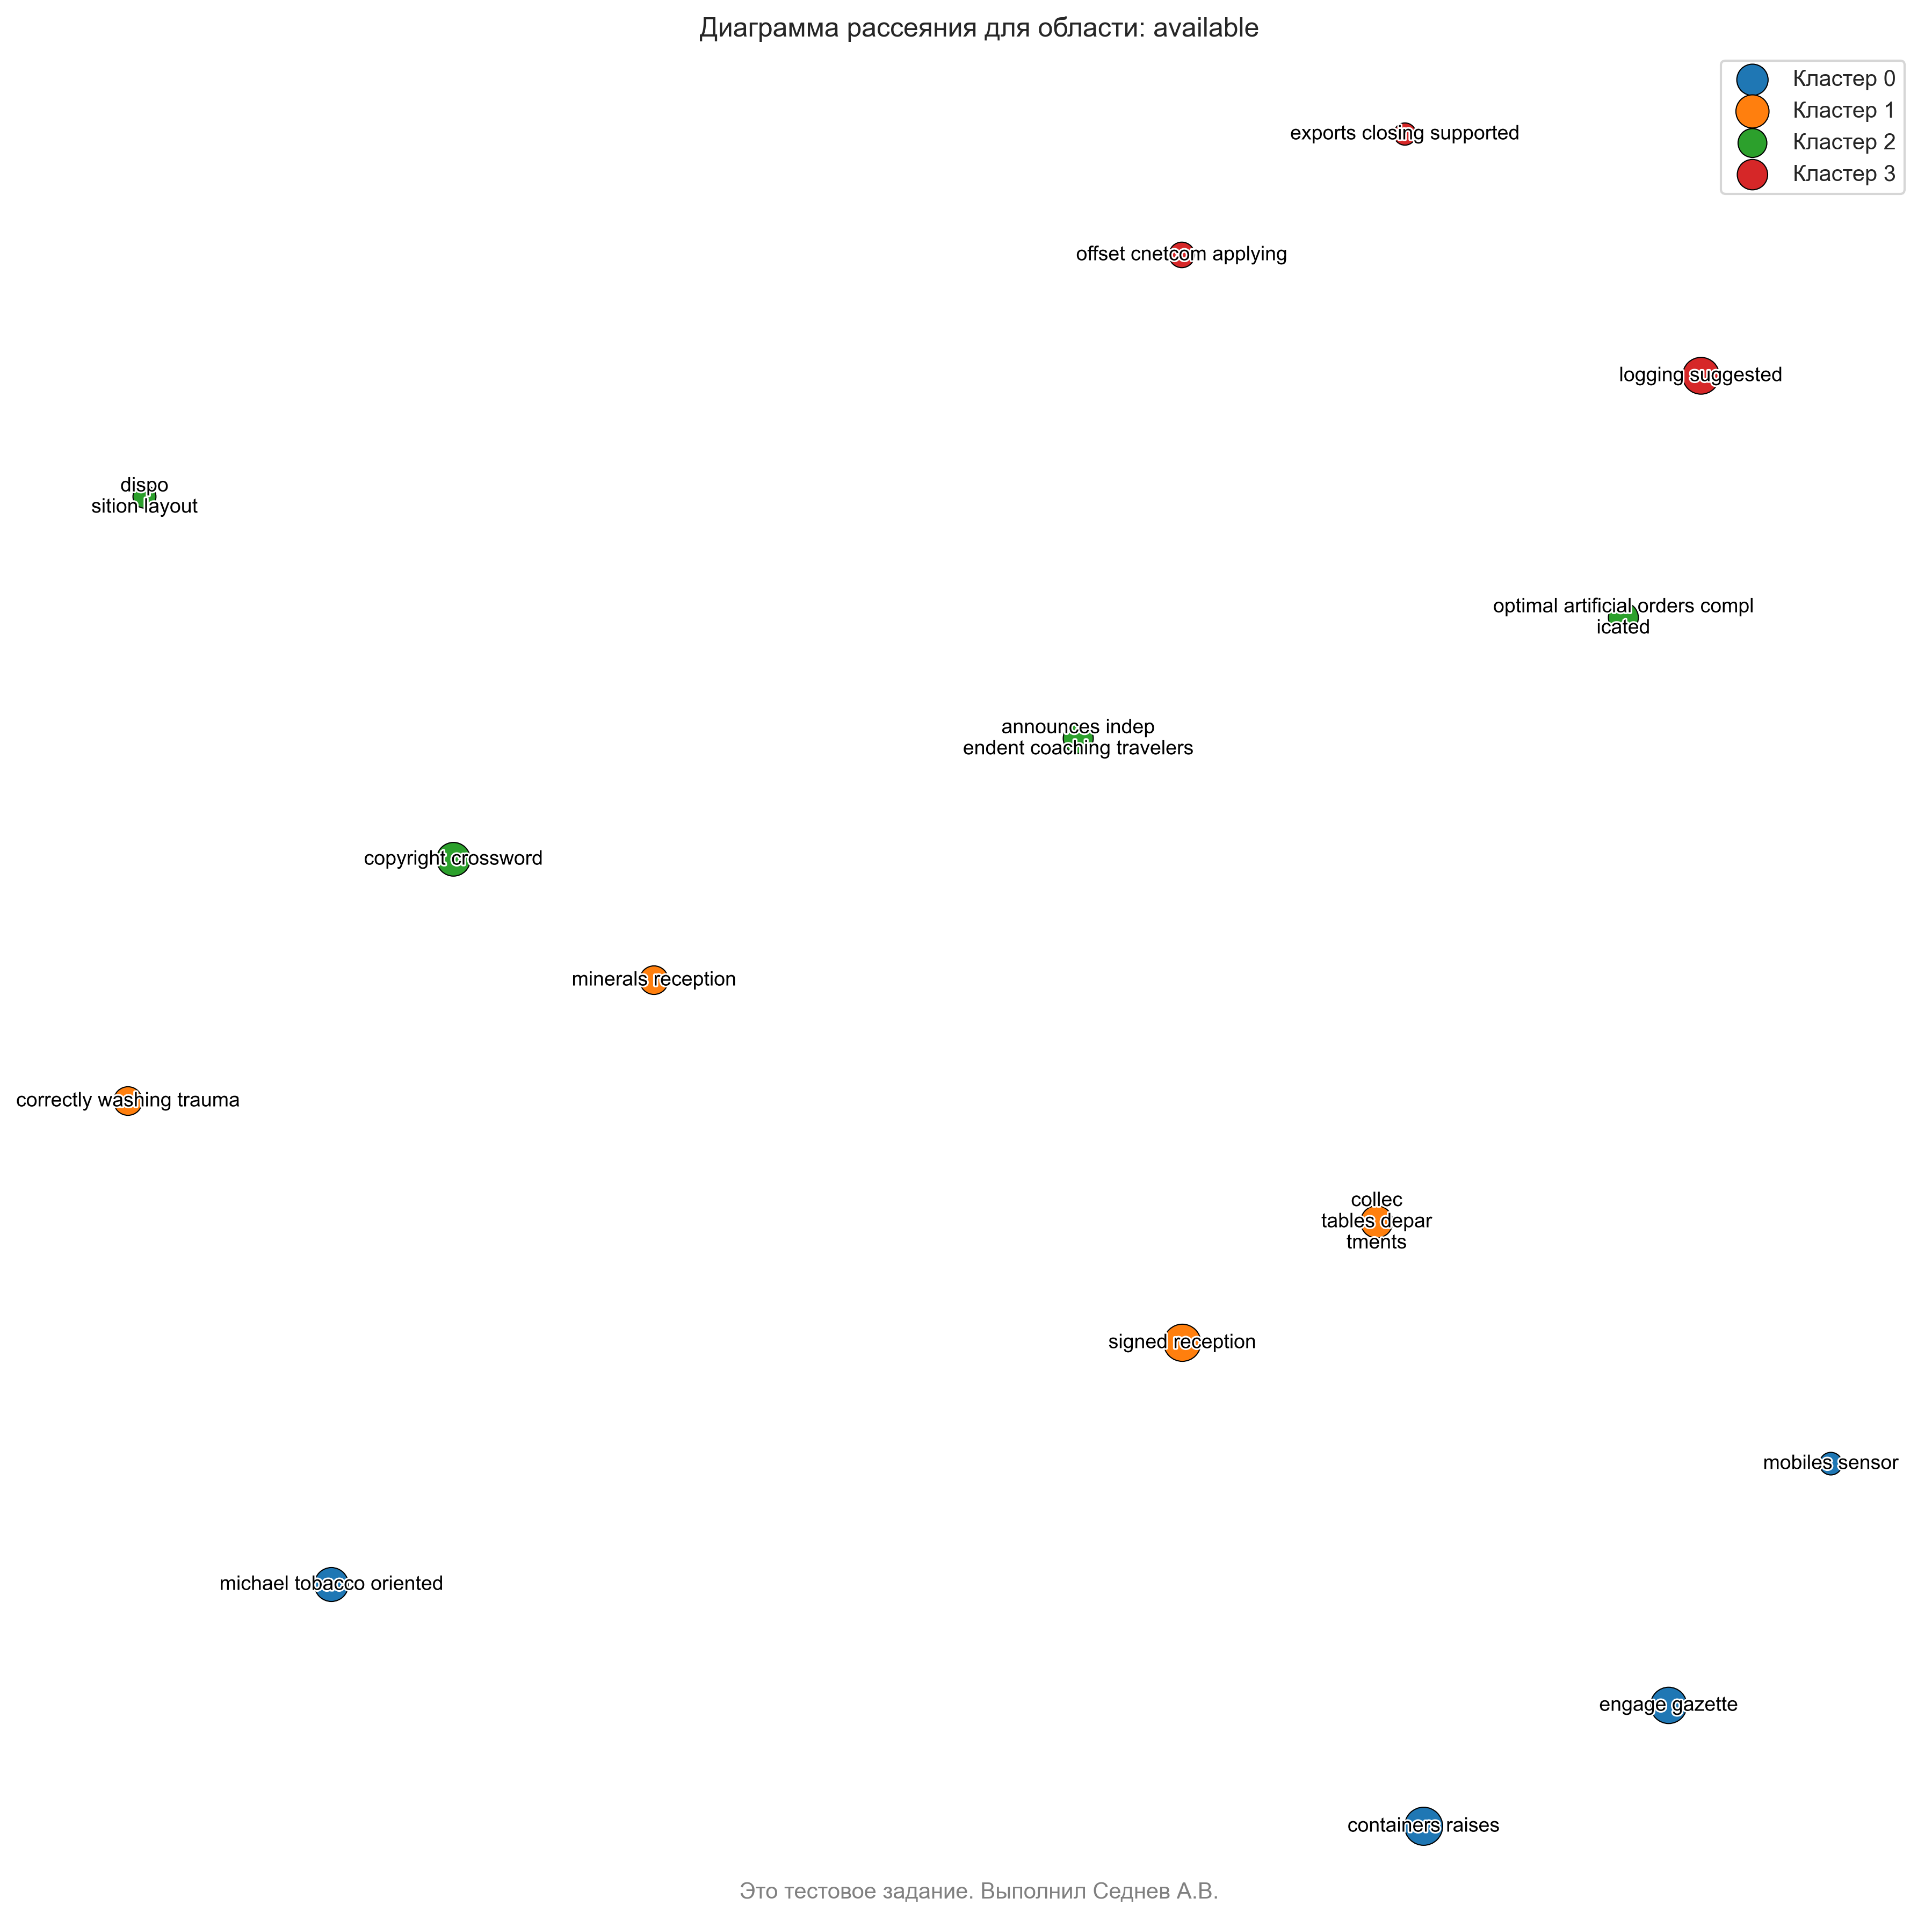 Диаграмма рассеяния для области: available
Кластер 0
Кластер 1
Кластер 2
Кластер 3
exports closing supported
offset cnetcom applying
logging suggested
dispo
sition layout
optimal artificial orders compl
icated
announces indep
endent coaching travelers
copyright crossword
minerals reception
correctly washing trauma
collec
tables depar
tments
signed reception
mobiles sensor
michael tobacco oriented
engage gazette
containers raises
Это тестовое задание. Выполнил Седнев А.В.